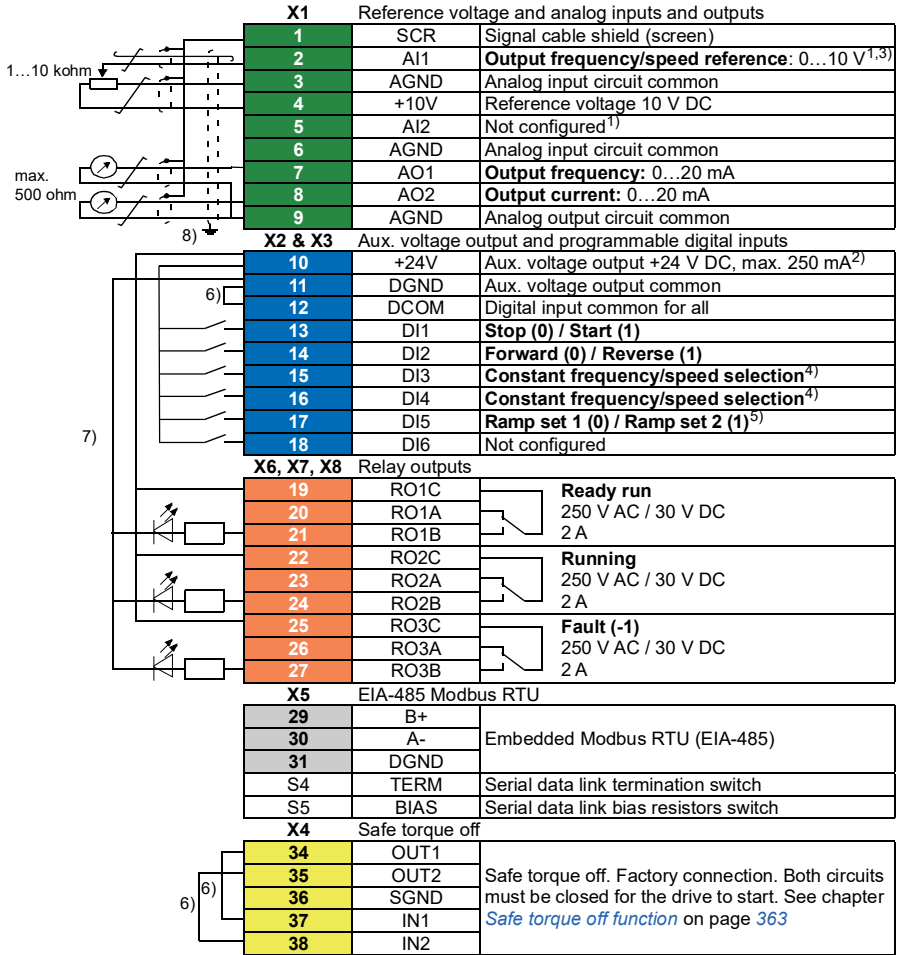 X1 Reference voltage and analog inputs and outputs
1 SCR Signal cable shield (screen)
2 AI1 Output frequency/speed reference: 0…10 V1,3)
1…10 kohm
3 AGND Analog input circuit common
4 +10V Reference voltage 10 V DC
5 AI2 Not configured1)
6 AGND Analog input circuit common
7 AO1 Output frequency: 0…20 mA
max.
500 ohm
8 AO2 Output current: 0…20 mA
9 AGND Analog output circuit common
8)
X2 & X3 Aux. voltage output and programmable digital inputs
10 +24V Aux. voltage output +24 V DC, max. 250 mA2)
11 DGND Aux. voltage output common
6)
12 DCOM Digital input common for all
13 DI1 Stop (0) / Start (1)
14 DI2 Forward (0) / Reverse (1)
15 DI3 Constant frequency/speed selection4)
16 DI4 Constant frequency/speed selection4)
17 DI5 Ramp set 1 (0) / Ramp set 2 (1)5)
7)
18 DI6 Not configured
X6, X7, X8 Relay outputs
19 RO1C Ready run
20 RO1A 250 V AC / 30 V DC
21 RO1B 2 A
22 RO2C Running
23 RO2A 250 V AC / 30 V DC
24 RO2B 2 A
25 RO3C Fault (-1)
26 RO3A 250 V AC / 30 V DC
27 RO3B 2 A
X5 EIA-485 Modbus RTU
29 B+
30 A- Embedded Modbus RTU (EIA-485)
31 DGND
S4 TERM Serial data link termination switch
S5 BIAS Serial data link bias resistors switch
X4 Safe torque off
34 OUT1
35 OUT2 Safe torque off. Factory connection. Both circuits
6) 6)
36 SGND must be closed for the drive to start. See chapter
37 IN1 Safe torque off function on page 363
38 IN2